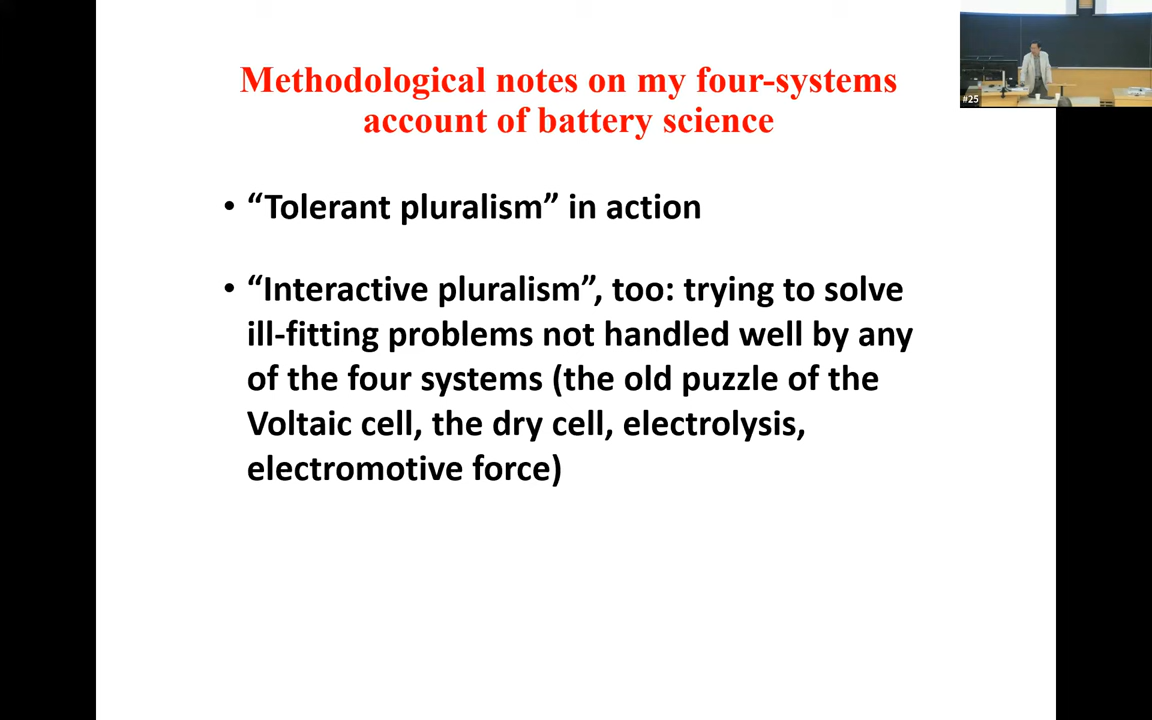 Methodological notes on my four-systems
account of battery science
#25
• “Tolerant pluralism” in action
• “Interactive pluralism”, too: trying to solve
ill-fitting problems not handled well by any
of the four systems (the old puzzle of the
Voltaic cell, the dry cell, electrolysis,
electromotive force)